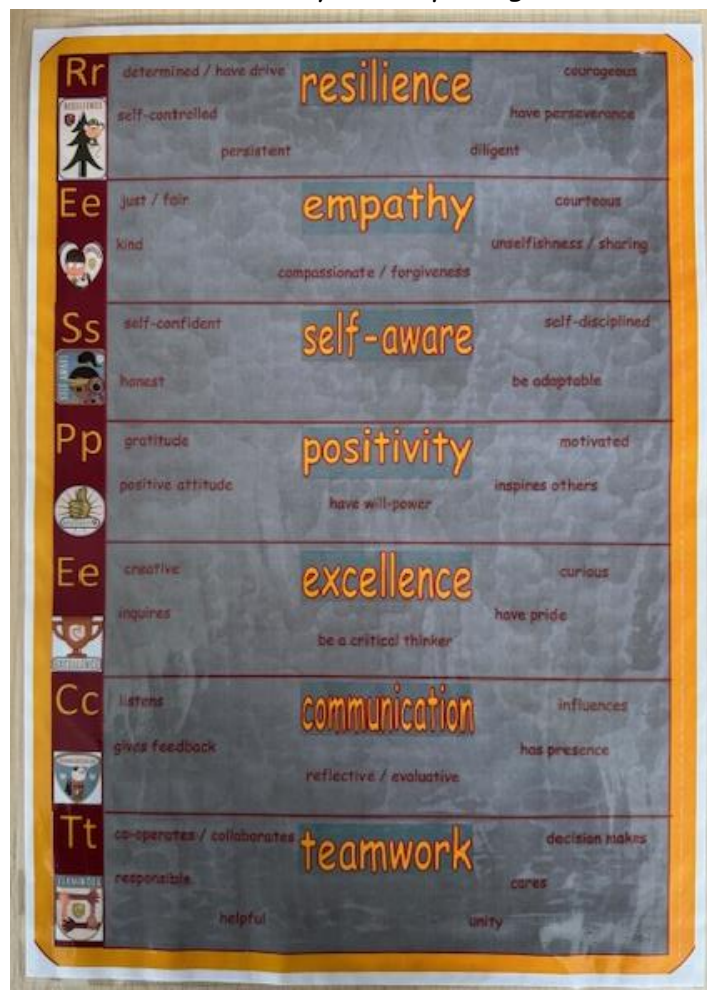 Rr
determined / have drive
resilience
courageous
self-controlled
have perseverance
persistent
diligent
Ee
just / fair
empathy
courteous
kind
unselfishness / sharing
compassionate / forgiveness
Ss
self-confident
self-aware
self-disciplined
honest
be adaptable
Pp
gratitude
positivity
motivated
positive attitude
inspires others
have will-power
Ee
creative
excellence
curious
inquires
have pride
be a critical thinker
EXCELLENCE
Cc
listens
communication
influences
gives feedback
has presence
reflective / evaluative
Tt
co-operates / collaborates
teamwork
decision makes
responsible
cares
TEAMWORK
helpful
unity